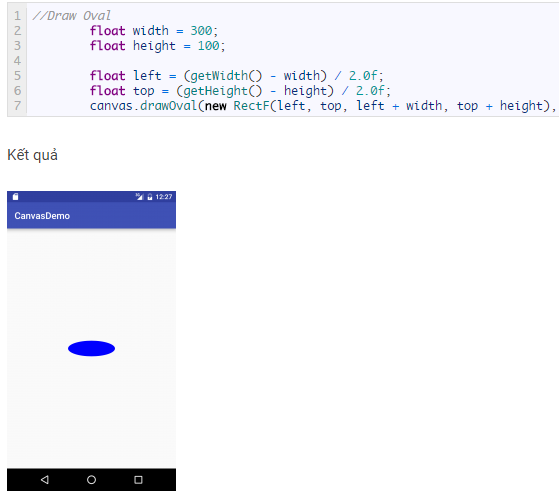 1 //Draw Oval
2 float width = 300;
3 float height = 100;
4
5 float left = (getWidth() - width) / 2.0f;
6 float top = (getHeight() - height) / 2.0f;
7 canvas.drawOval(new RectF(left, top, left + width, top + height),
Kết quả
12:27
CanvasDemo